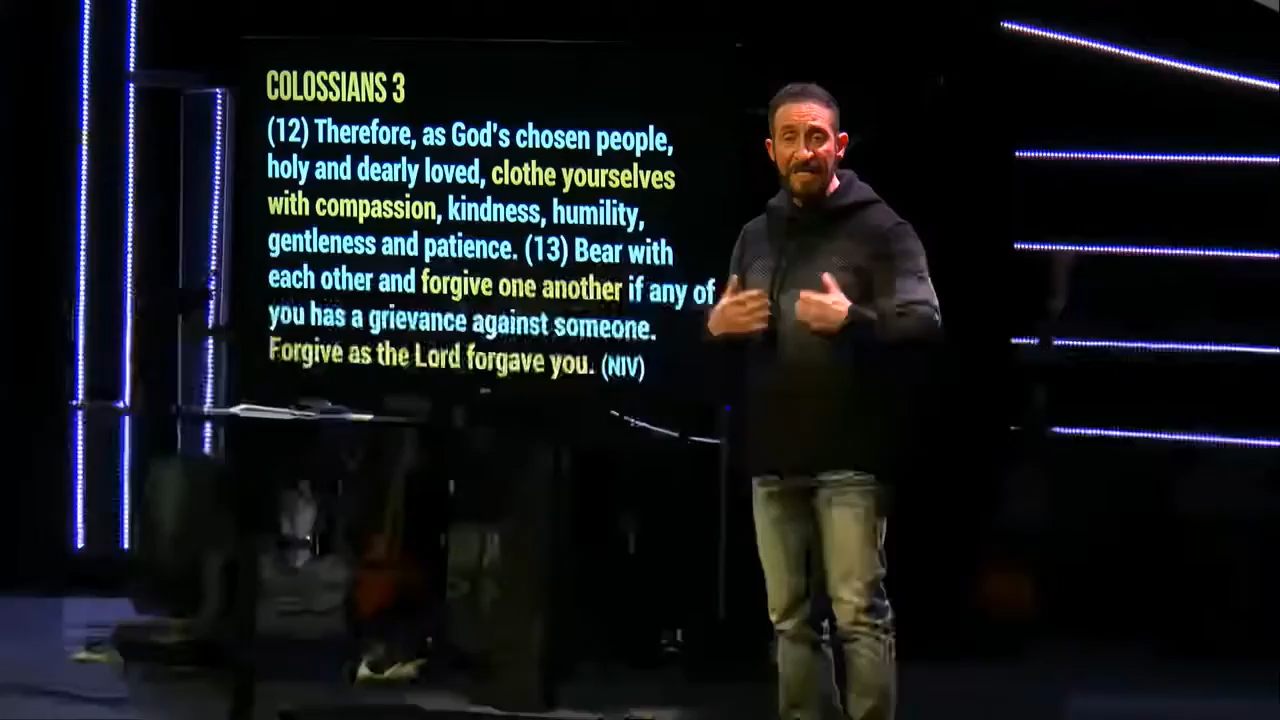 COLOSSIANS 3
(12) Therefore, as God's chosen people,
holy and dearly loved, clothe yourselves
with compassion, kindness, humility,
gentleness and patience. (13) Bear with
each other and forgive one another if any of
you has a grievance against someone.
Forgive as the Lord forgave you. (NIV)